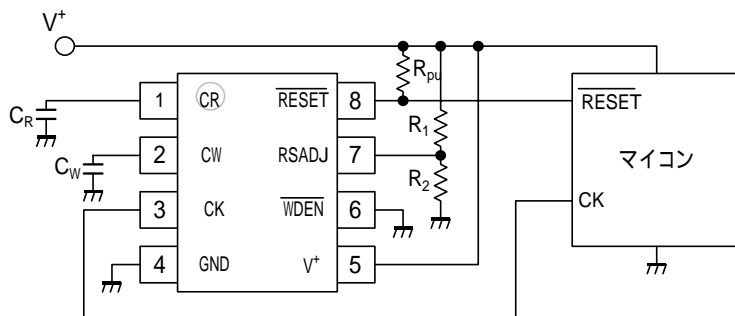 V+
Rpu
CR
1 CR RESET 8
RESET
R1
マイコン
CW
2 CW RSADJ 7
R2
3 CK WDEN 6
CK
4 GND V+ 5